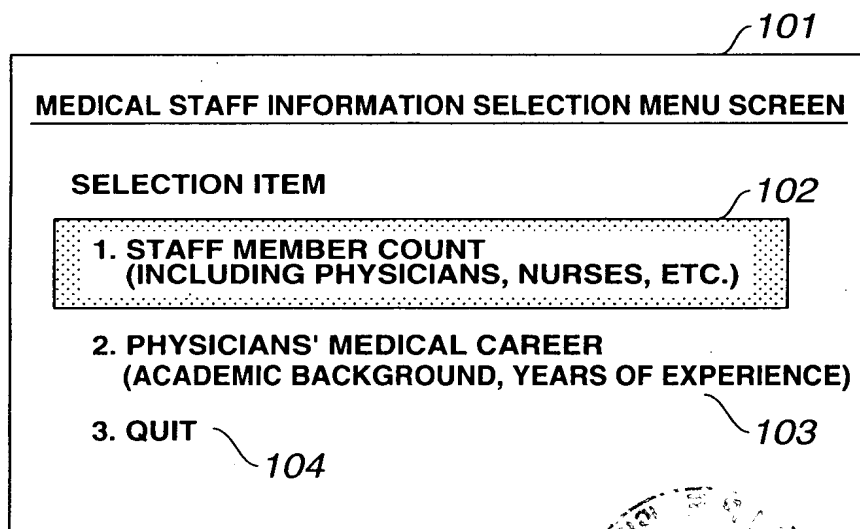 101
MEDICAL STAFF INFORMATION SELECTION MENU SCREEN
SELECTION ITEM
102
1. STAFF MEMBER COUNT
(INCLUDING PHYSICIANS, NURSES, ETC.)
2. PHYSICIANS' MEDICAL CAREER
(ACADEMIC BACKGROUND, YEARS OF EXPERIENCE)
3. QUIT
103
104